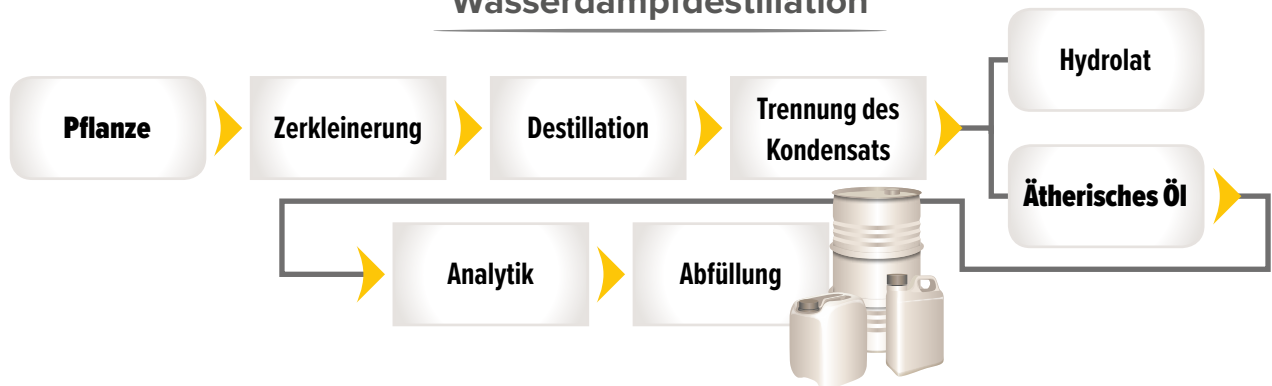 Wasserdampfdestillation
Pflanze
Zerkleinerung
Destillation
Trennung des
Kondensats
Hydrolat
Ätherisches Öl
Analytik
Abfüllung